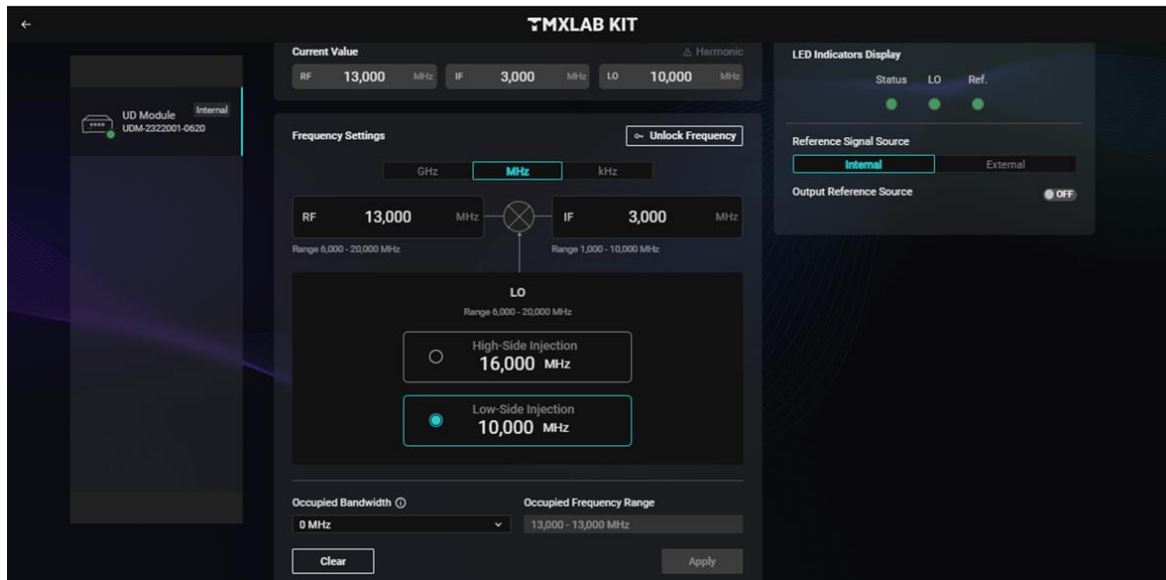 TMXLAB KIT
UD Module Internal
UDM-2322001-0620
Current Value
Harmonic
RF 13,000 MHz IF 3,000 MHz LO 10,000 MHz
Frequency Settings
Unlock Frequency
GHz MHz kHz
RF 13,000 MHz IF 3,000 MHz
Range 6,000 - 20,000 MHz
Range 1,000 - 10,000 MHz
LO
Range 6,000 - 20,000 MHz
High-Side Injection
16,000 MHz
Low-Side Injection
10,000 MHz
Occupied Bandwidth
Occupied Frequency Range
0 MHz
13,000 - 13,000 MHz
Clear
Apply
LED Indicators Display
Status LO Ref.
Reference Signal Source
Internal External
Output Reference Source OFF